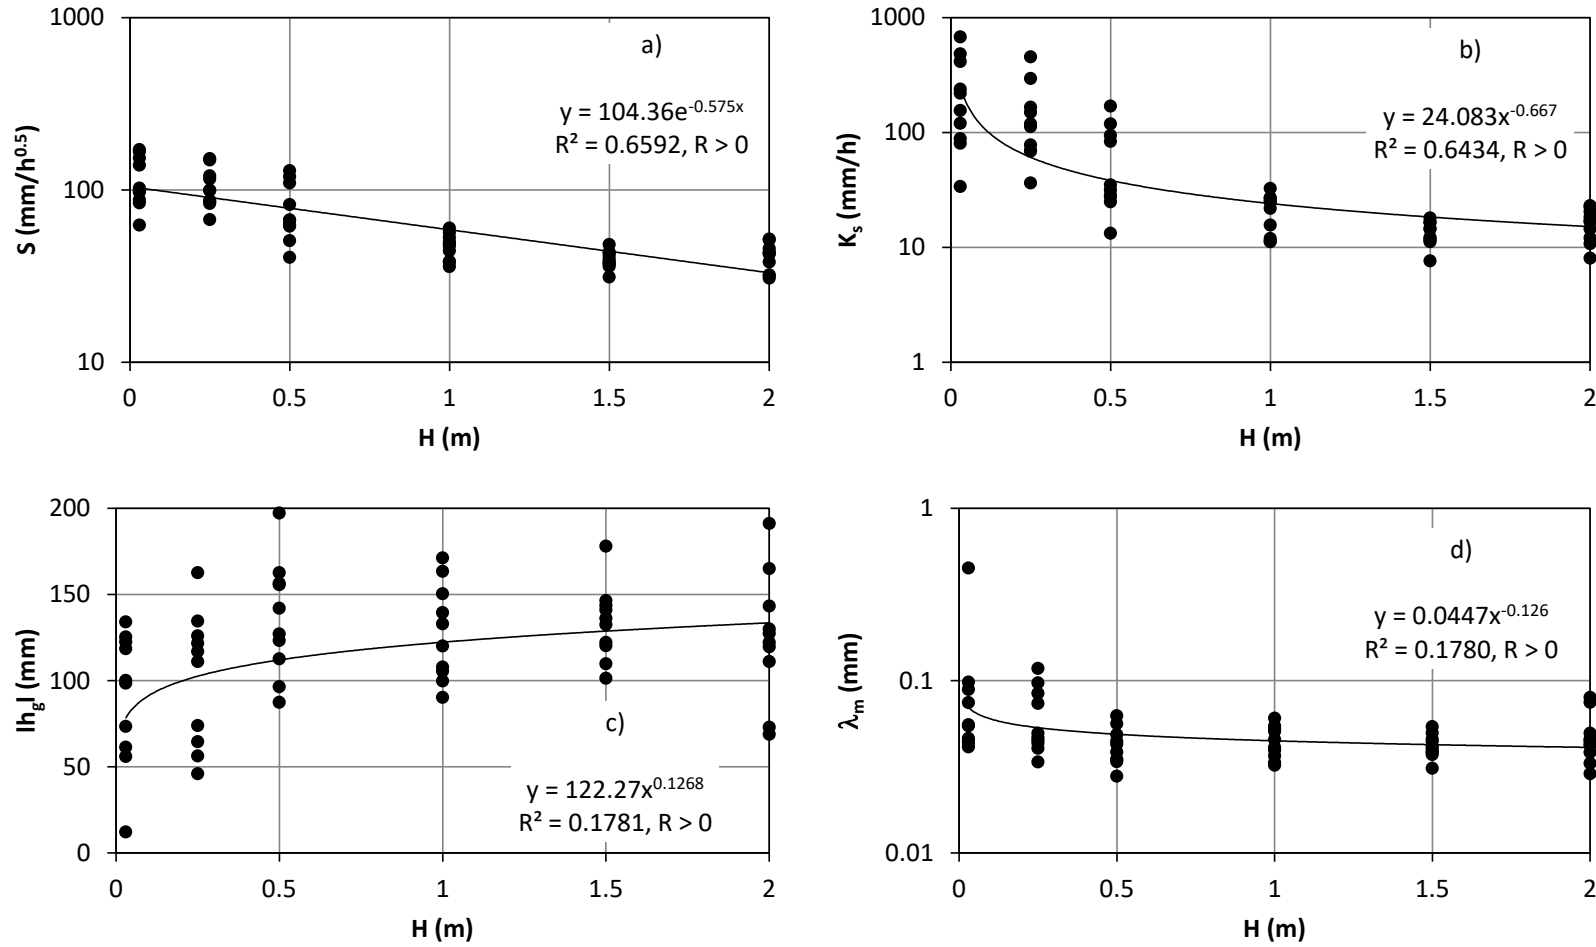 1000
100
10
0
0.5
1
1.5
2
S (mm/h^0.5)
H (m)
a)
y = 104.36e^-0.575x
R² = 0.6592, R > 0
1000
100
10
1
0
0.5
1
1.5
2
K_s (mm/h)
H (m)
b)
y = 24.083x^-0.667
R² = 0.6434, R > 0
200
150
100
50
0
0
0.5
1
1.5
2
Ih_gI (mm)
H (m)
c)
y = 122.27x^0.1268
R² = 0.1781, R > 0
1
0.1
0.01
0
0.5
1
1.5
2
λ_m (mm)
H (m)
d)
y = 0.0447x^-0.126
R² = 0.1780, R > 0